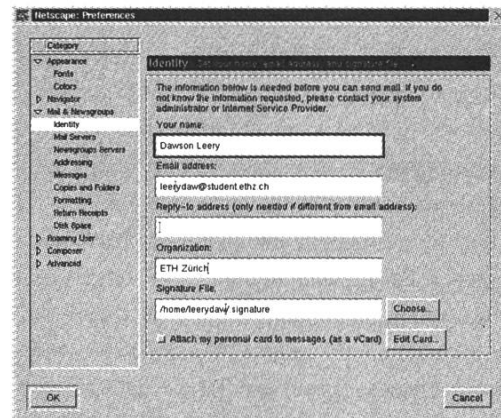 Netscape: Preferences
Category
Appearance
Fonts
Colors
Navigator
Mail & Newsgroups
Identity
Mail Servers
Newsgroups Servers
Addressing
Messages
Copies and Folders
Formatting
Return Receipts
Disk Space
Roaming User
Composer
Advanced
Identity
The information below is needed before you can send mail. If you do
not know the information requested, please contact your system
administrator or Internet Service Provider.
Your name:
Dawson Leery
Email address:
leerydaw@student.ethz.ch
Reply-to address (only needed if different from email address):
Organization:
ETH Zürich
Signature File:
/home/leerydaw/ signature
Choose...
Attach my personal card to messages (as a vCard)
Edit Card...
OK
Cancel